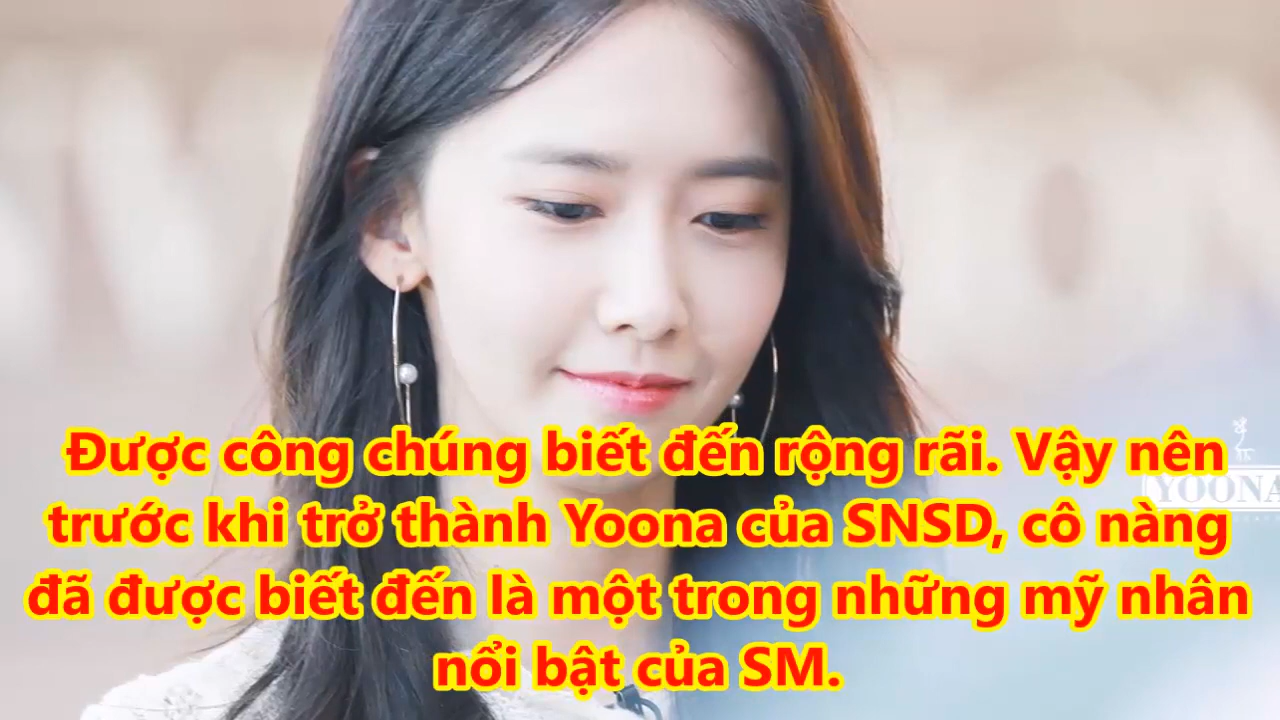 Được công chúng biết đến rộng rãi. Vậy nên
trước khi trở thành Yoona của SNSD, cô nàng
đã được biết đến là một trong những mỹ nhân
nổi bật của SM.
YOONA